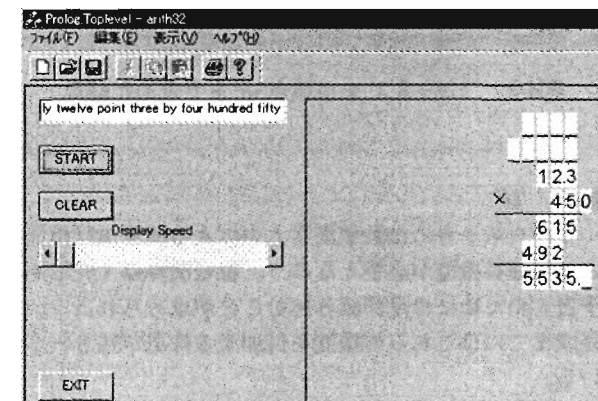 Prolog.Toplevel - arith32
ファイル(F) 編集(E) 表示(V) ヘルプ(H)
ly twelve point three by four hundred fifty
START
CLEAR
Display Speed
EXIT
12.3
× 450
615
492
5535._